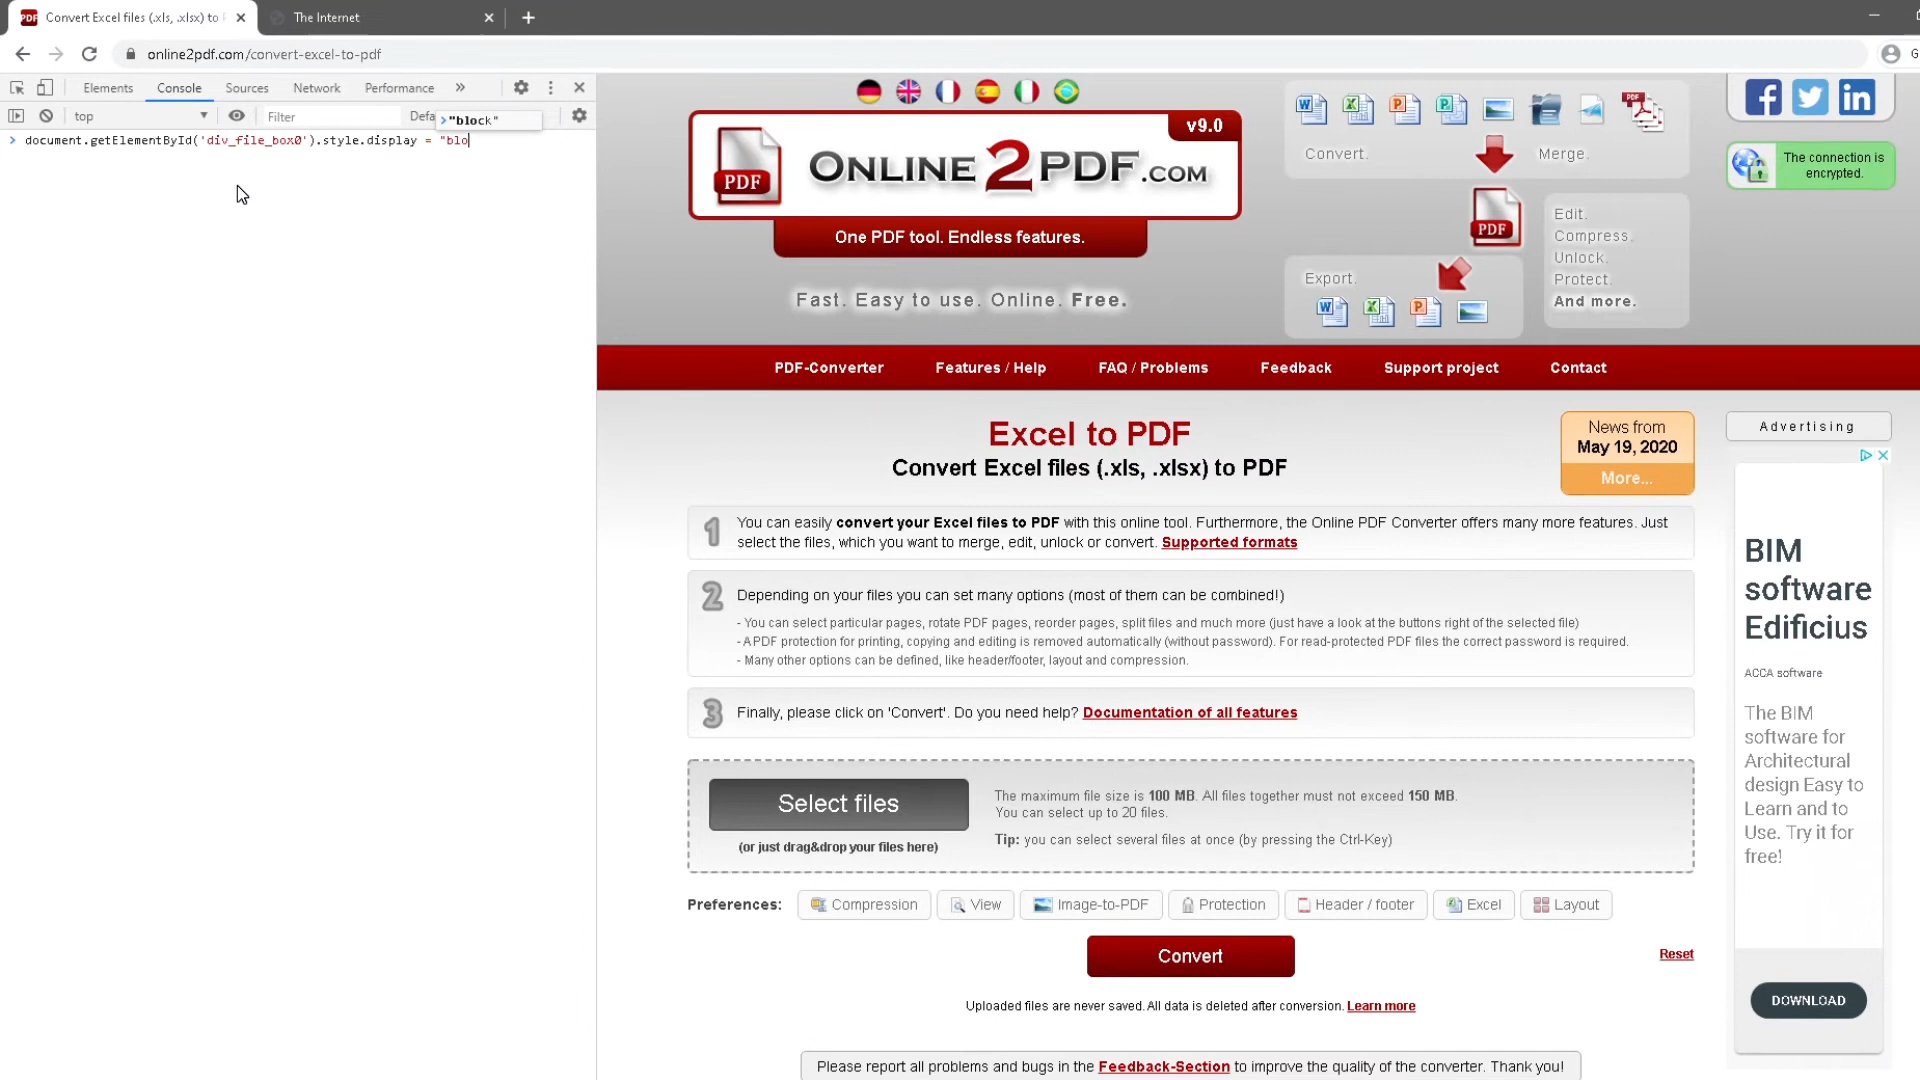 Convert Excel files (.xls, .xlsx) to P
The Internet
online2pdf.com/convert-excel-to-pdf
G
Elements Console Sources Network Performance
top
Filter
Defa
"block"
document.getElementById('div_file_box0').style.display = "blo
v9.0
PDF
ONLINE2PDF.COM
One PDF tool. Endless features.
Fast. Easy to use. Online. Free.
Convert.
Merge.
PDF
Export.
Edit.
Compress.
Unlock.
Protect.
And more.
The connection is
encrypted.
PDF-Converter Features / Help FAQ / Problems Feedback Support project Contact
Excel to PDF
Convert Excel files (.xls, .xlsx) to PDF
News from
May 19, 2020
More...
1
You can easily convert your Excel files to PDF with this online tool. Furthermore, the Online PDF Converter offers many more features. Just
select the files, which you want to merge, edit, unlock or convert. Supported formats
2
Depending on your files you can set many options (most of them can be combined!)
- You can select particular pages, rotate PDF pages, reorder pages, split files and much more (just have a look at the buttons right of the selected file)
- A PDF protection for printing, copying and editing is removed automatically (without password). For read-protected PDF files the correct password is required.
- Many other options can be defined, like header/footer, layout and compression.
3
Finally, please click on 'Convert'. Do you need help? Documentation of all features
Select files
(or just drag&drop your files here)
The maximum file size is 100 MB. All files together must not exceed 150 MB.
You can select up to 20 files.
Tip: you can select several files at once (by pressing the Ctrl-Key)
Preferences: Compression View Image-to-PDF Protection Header / footer Excel Layout
Convert
Reset
Uploaded files are never saved. All data is deleted after conversion. Learn more
Please report all problems and bugs in the Feedback-Section to improve the quality of the converter. Thank you!
Advertising
BIM
software
Edificius
ACCA software
The BIM
software for
Architectural
design Easy to
Learn and to
Use. Try it for
free!
DOWNLOAD